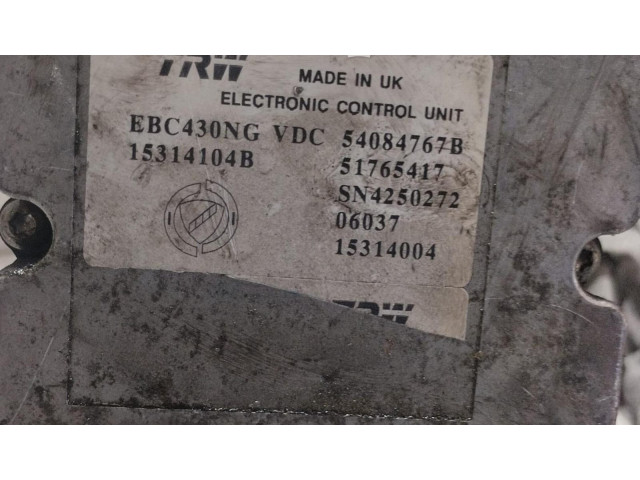 TRW
MADE IN UK
ELECTRONIC CONTROL UNIT
EBC430NG VDC 54084767B
15314104B 51765417
SN4250272
06037
15314004
TRW